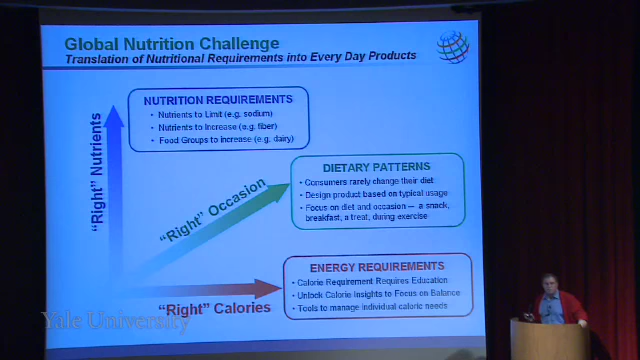 Global Nutrition Challenge
Translation of Nutritional Requirements into Every Day Products
NUTRITION REQUIREMENTS
• Nutrients to Limit (e.g. sodium)
• Nutrients to Increase (e.g. fiber)
• Food Groups to increase (e.g. dairy)
"Right" Nutrients
DIETARY PATTERNS
• Consumers rarely change their diet
• Design product based on typical usage
• Focus on diet and occasion — a snack,
breakfast, a treat, during exercise
"Right" Occasion
ENERGY REQUIREMENTS
• Calorie Requirement Requires Education
• Unlock Calorie Insights to Focus on Balance
• Tools to manage individual caloric needs
"Right" Calories
Yale University